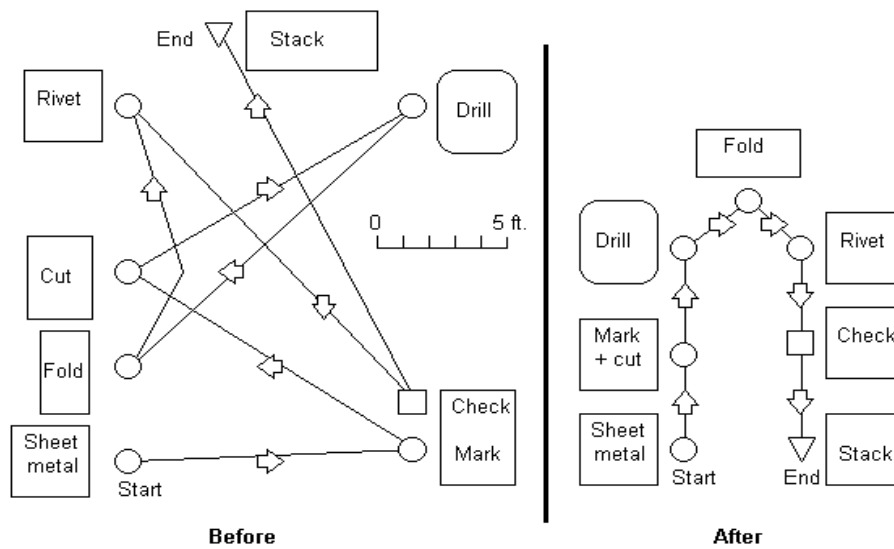 End
Stack
Rivet
Drill
0
5 ft.
Cut
Fold
Check
Mark
Sheet
metal
Start
Before
Fold
Drill
Rivet
Mark
+ cut
Check
Sheet
metal
Start
End
Stack
After